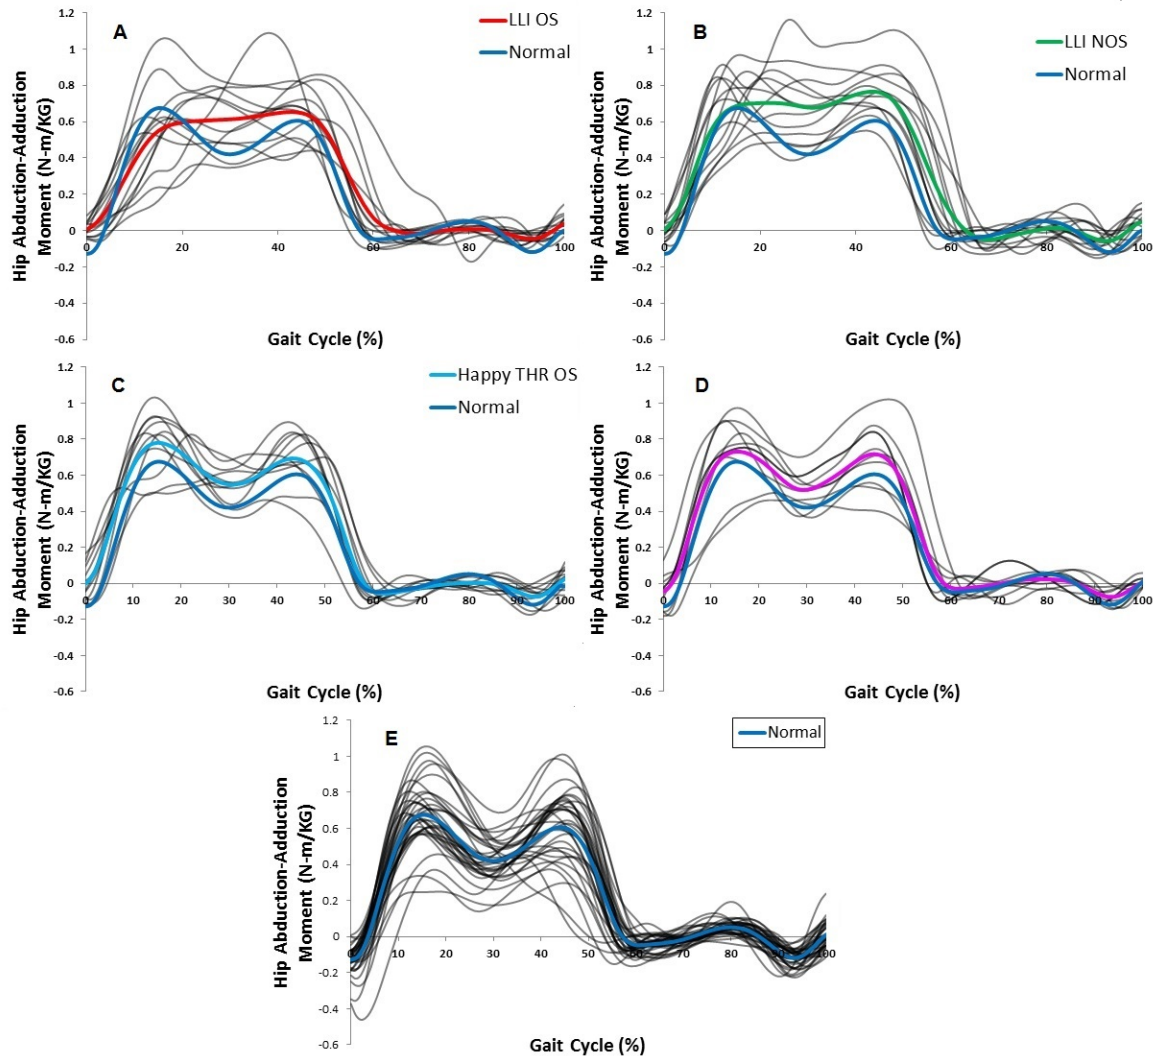 A
LLI OS
Normal
Hip Abduction-Adduction
Moment (N-m/KG)
1.2
1
0.8
0.6
0.4
0.2
0
-0.2
-0.4
-0.6
0 20 40 60 80 100
Gait Cycle (%)
B
LLI NOS
Normal
Hip Abduction-Adduction
Moment (N-m/KG)
1.2
1
0.8
0.6
0.4
0.2
0
-0.2
-0.4
-0.6
0 20 40 60 80 100
Gait Cycle (%)
C
Happy THR OS
Normal
Hip Abduction-Adduction
Moment (N-m/KG)
1.2
1
0.8
0.6
0.4
0.2
0
-0.2
-0.4
-0.6
0 10 20 30 40 50 60 70 80 90 100
Gait Cycle (%)
D
Hip Abduction-Adduction
Moment (N-m/KG)
1.2
1
0.8
0.6
0.4
0.2
0
-0.2
-0.4
-0.6
0 10 20 30 40 50 60 70 80 90 100
Gait Cycle (%)
E
Normal
Hip Abduction-Adduction
Moment (N-m/KG)
1.2
1
0.8
0.6
0.4
0.2
0
-0.2
-0.4
-0.6
0 10 20 30 40 50 60 70 80 90 100
Gait Cycle (%)